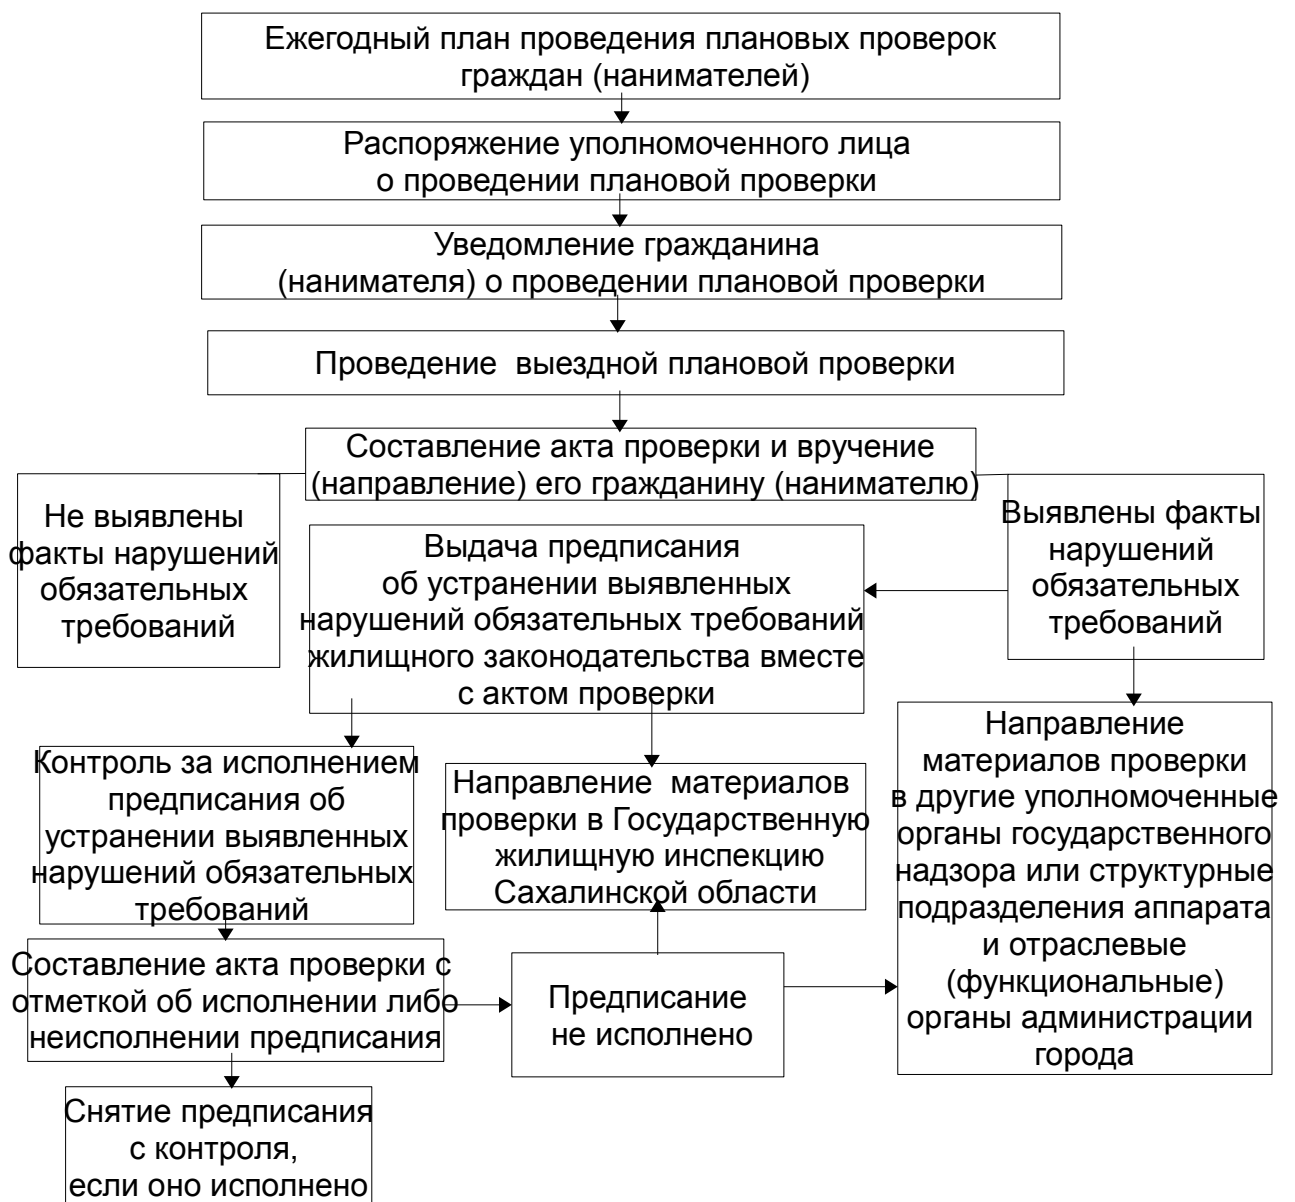 Ежегодный план проведения плановых проверок
граждан (нанимателей)
Распоряжение уполномоченного лица
о проведении плановой проверки
Уведомление гражданина
(нанимателя) о проведении плановой проверки
Проведение выездной плановой проверки
Составление акта проверки и вручение
(направление) его гражданину (нанимателю)
Не выявлены
факты нарушений
обязательных
требований
Выявлены факты
нарушений
обязательных
требований
Выдача предписания
об устранении выявленных
нарушений обязательных требований
жилищного законодательства вместе
с актом проверки
Контроль за исполнением
предписания об
устранении выявленных
нарушений обязательных
требований
Направление материалов
проверки в Государственную
жилищную инспекцию
Сахалинской области
Направление
материалов проверки
в другие уполномоченные
органы государственного
надзора или структурные
подразделения аппарата
и отраслевые
(функциональные)
органы администрации
города
Составление акта проверки с
отметкой об исполнении либо
неисполнении предписания
Предписание
не исполнено
Снятие предписания
с контроля,
если оно исполнено